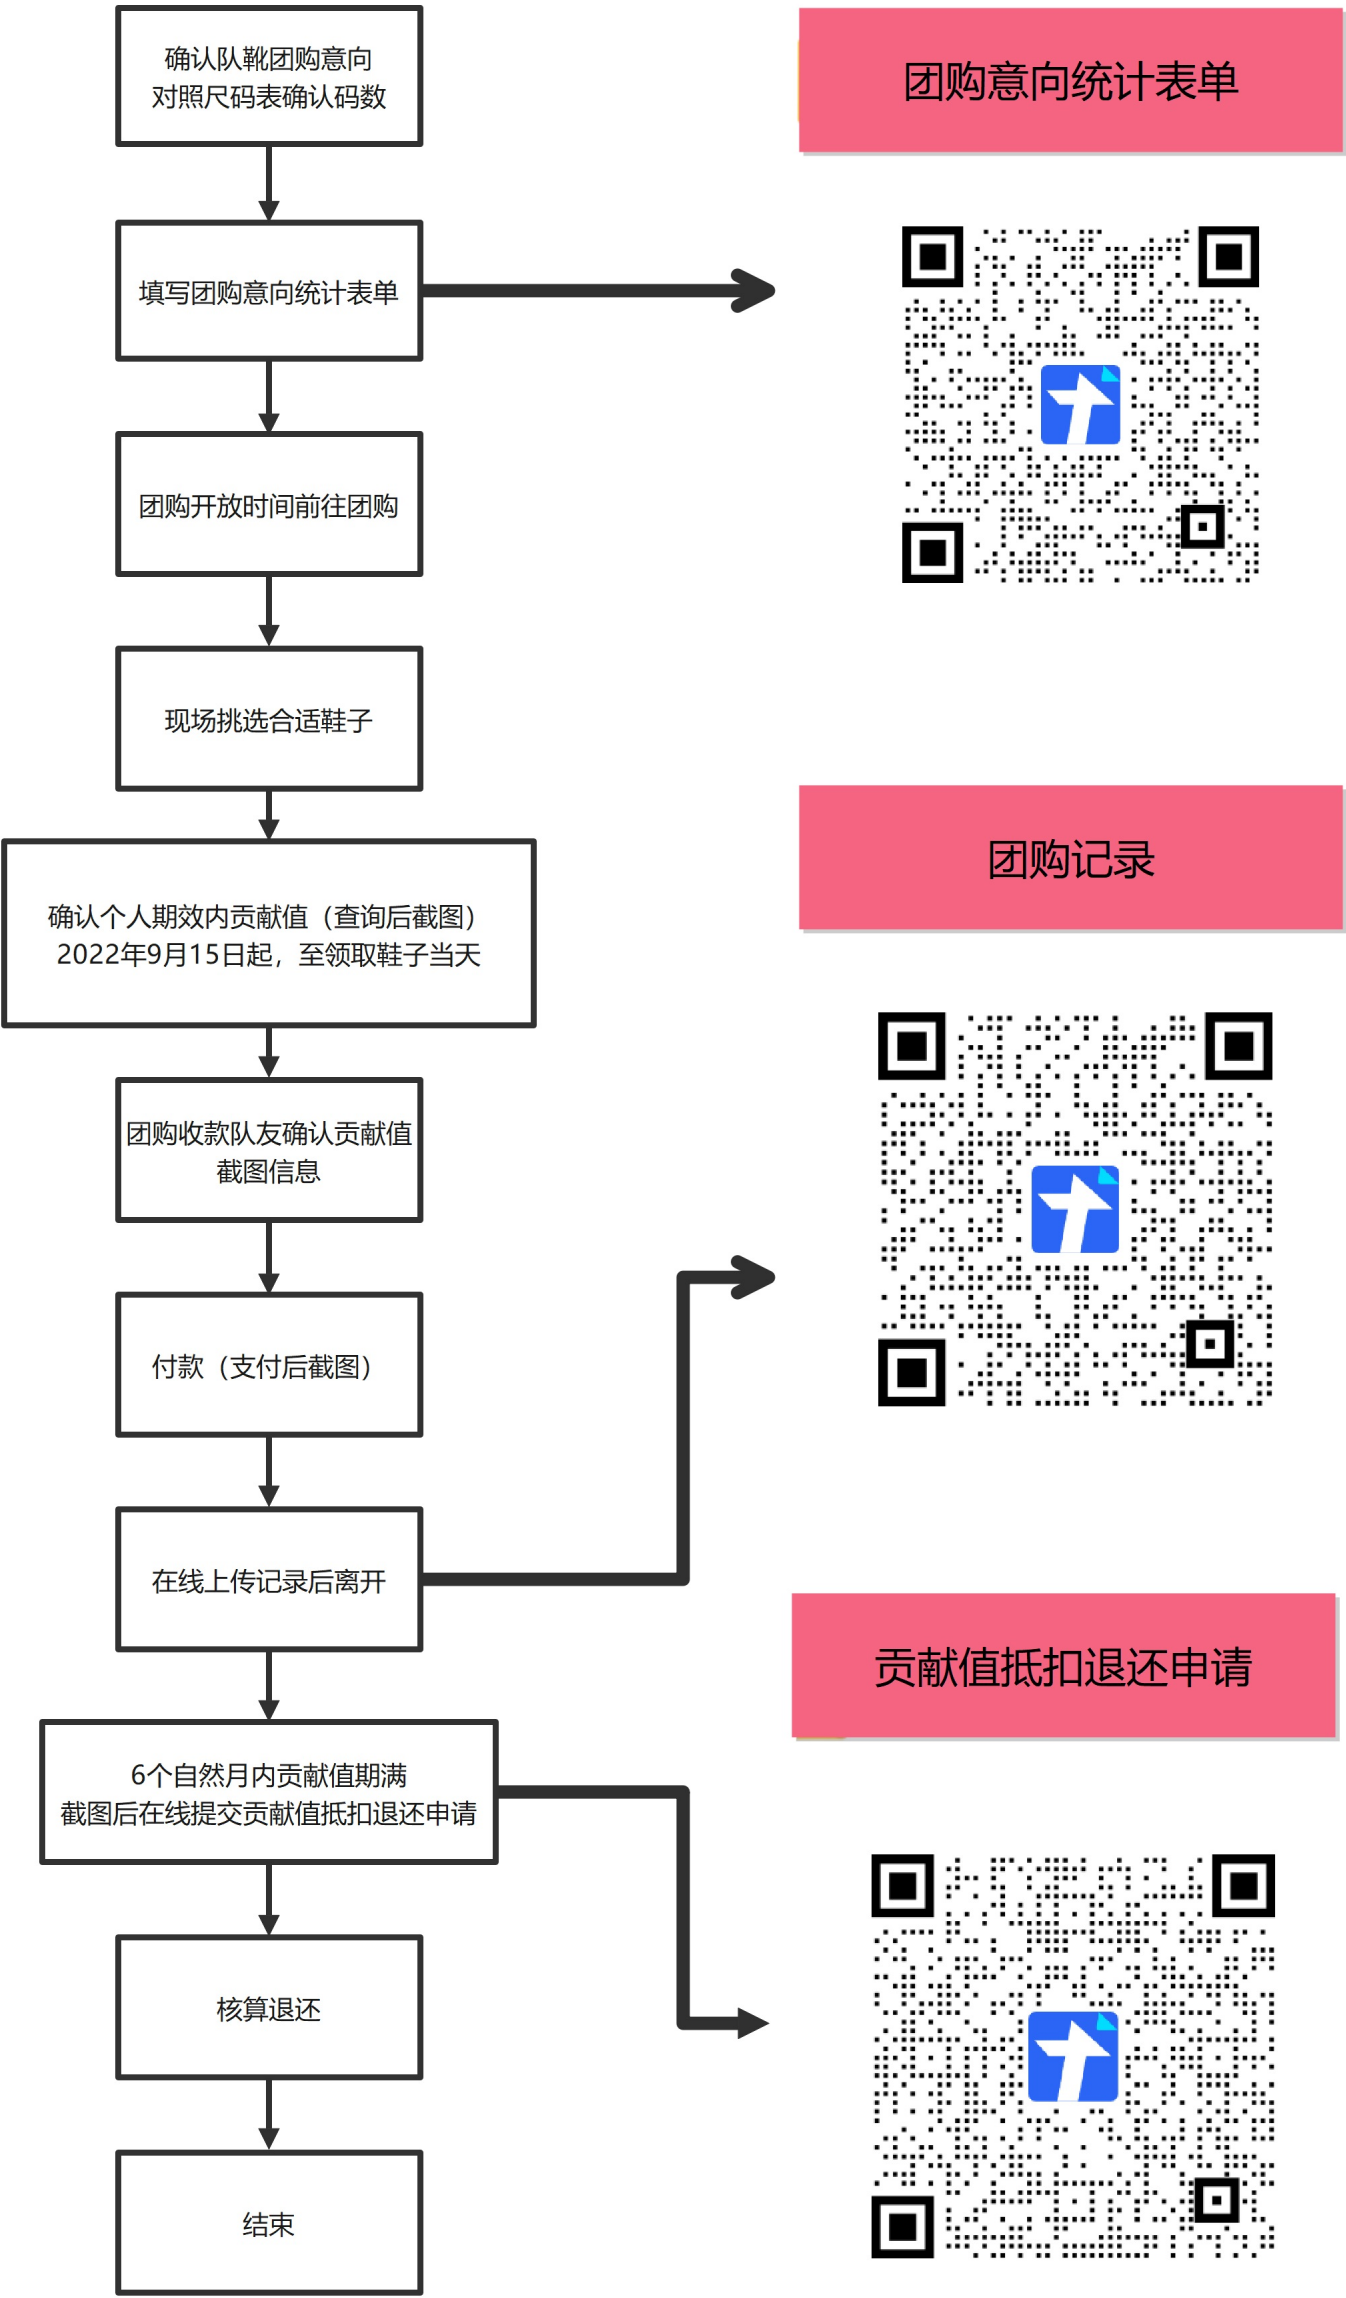 确认队靴团购意向
对照尺码表确认码数
填写团购意向统计表单
团购开放时间前往团购
现场挑选合适鞋子
确认个人期效内贡献值（查询后截图）
2022年9月15日起，至领取鞋子当天
团购收款队友确认贡献值
截图信息
付款（支付后截图）
在线上传记录后离开
6个自然月内贡献值期满
截图后在线提交贡献值抵扣退还申请
核算退还
结束
团购意向统计表单
团购记录
贡献值抵扣退还申请